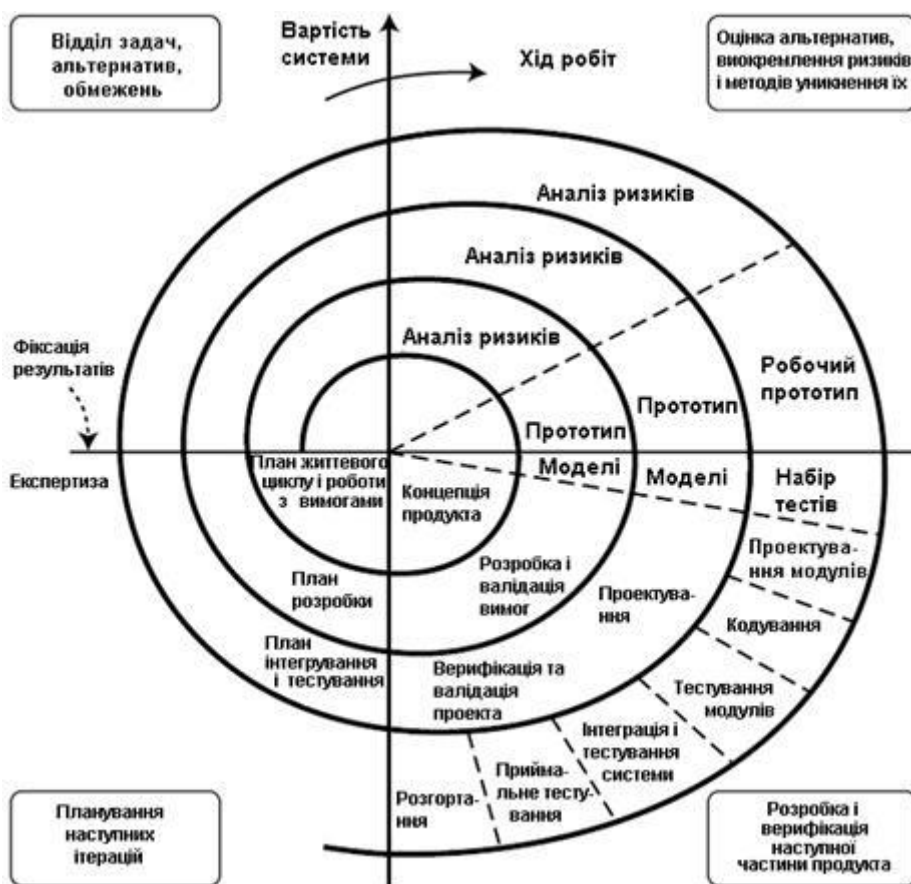 Відділ задач,
альтернатив,
обмежень
Вартість
системи
Хід робіт
Оцінка альтернатив,
виокремлення ризиків
і методів уникнення їх
Аналіз ризиків
Аналіз ризиків
Аналіз ризиків
Фіксація
результатів
Експертиза
Робочий
прототип
Прототип
Прототип
План життевого
циклу і роботи
з вимогами
Концепція
продукта
Моделі
Моделі
Набір
тестів
Проектува-
ння модулів
План
розробки
Розробка і
валідація
вимог
Проектува-
ння
Кодування
План
інтегрування
і тестування
Верифікація та
валідація
проекта
Тестування
модулів
Інтеграція і
тестування
системи
Розгорта-
ння
Прийма-
льне тесту-
вання
Планування
наступних
ітерацій
Розробка і
верифікація
наступної
частини продукта